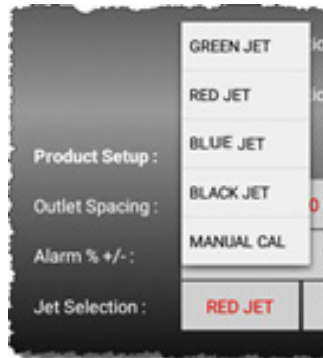 GREEN JET
RED JET
BLUE JET
BLACK JET
MANUAL CAL
Product Setup :
Outlet Spacing :
Alarm % +/- :
Jet Selection :
RED JET